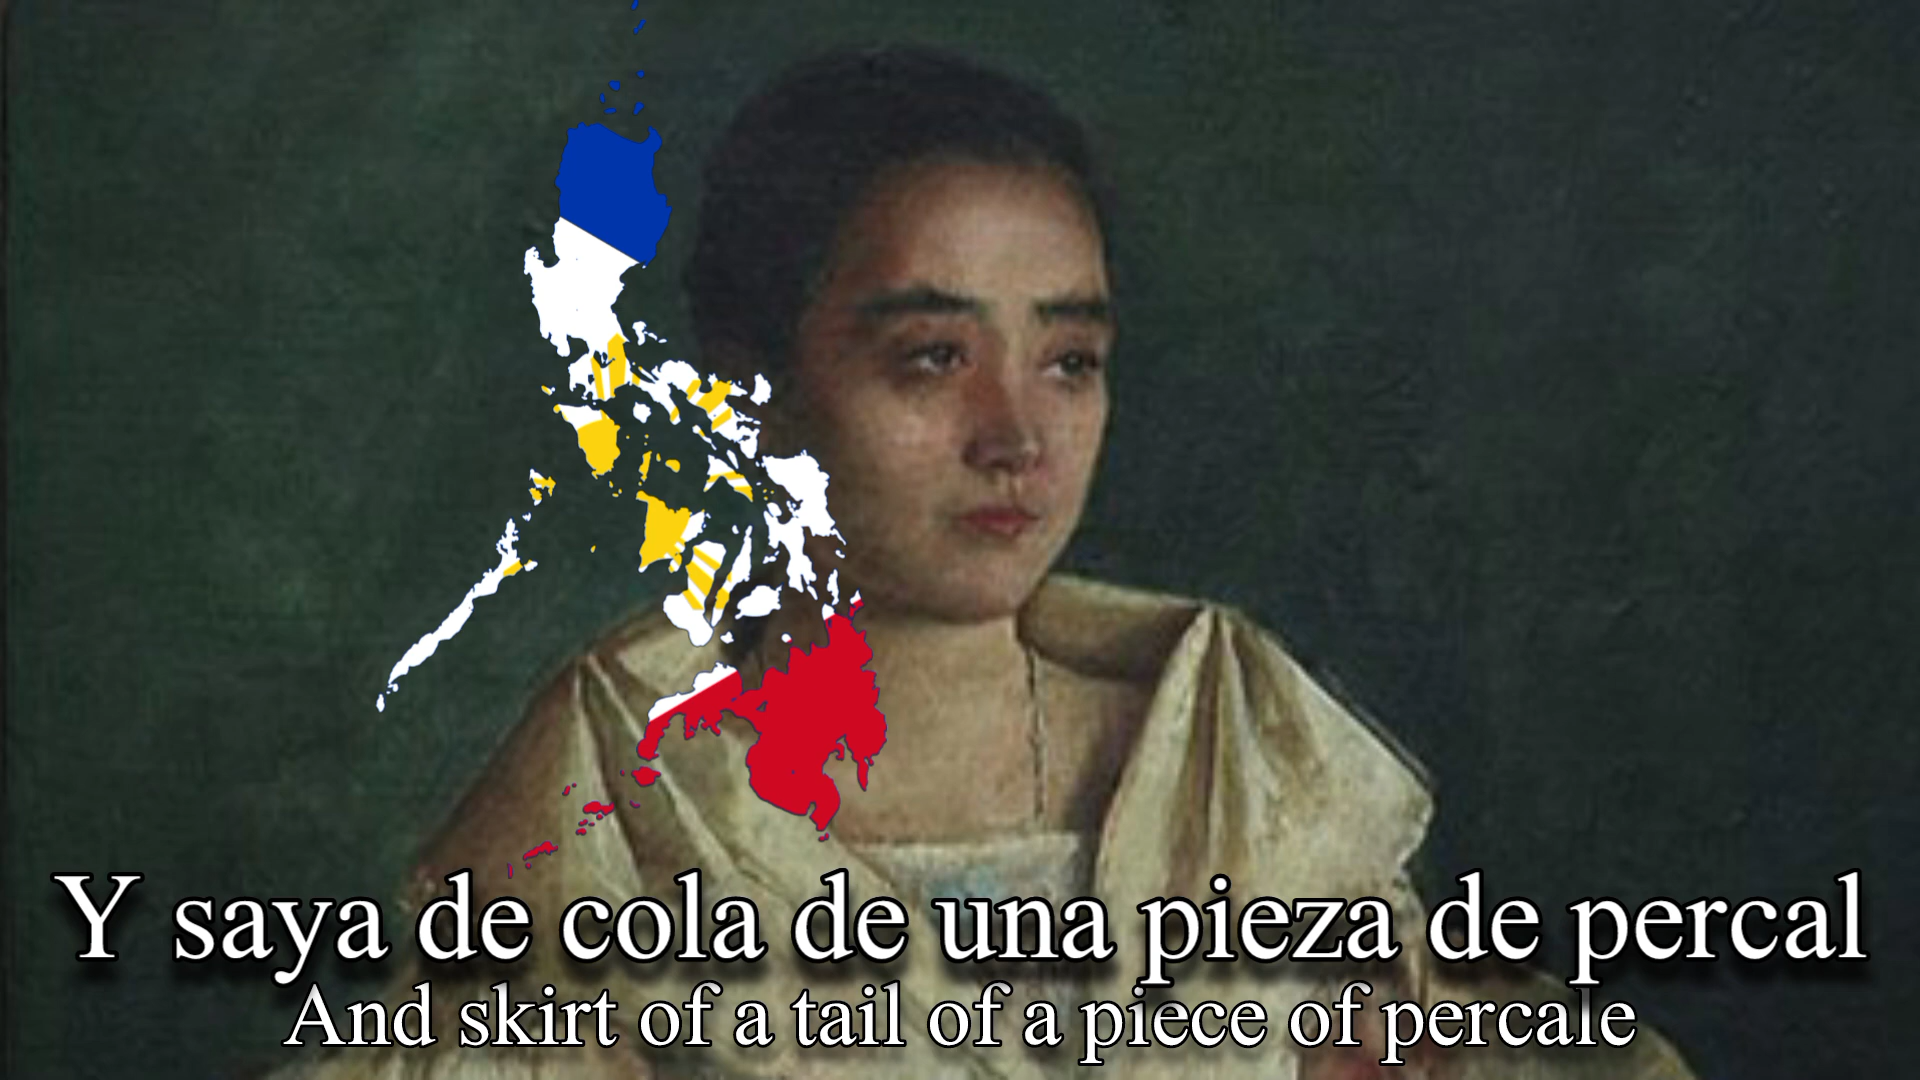 Y saya de cola de una pieza de percal
And skirt of a tail of a piece of percale